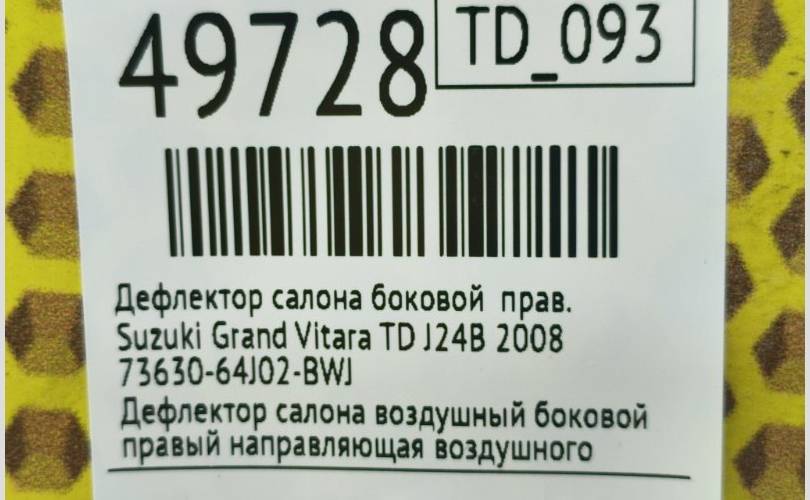 49728
TD_093
Дефлектор салона боковой прав.
Suzuki Grand Vitara TD J24B 2008
73630-64J02-BWJ
Дефлектор салона воздушный боковой
правый направляющая воздушного